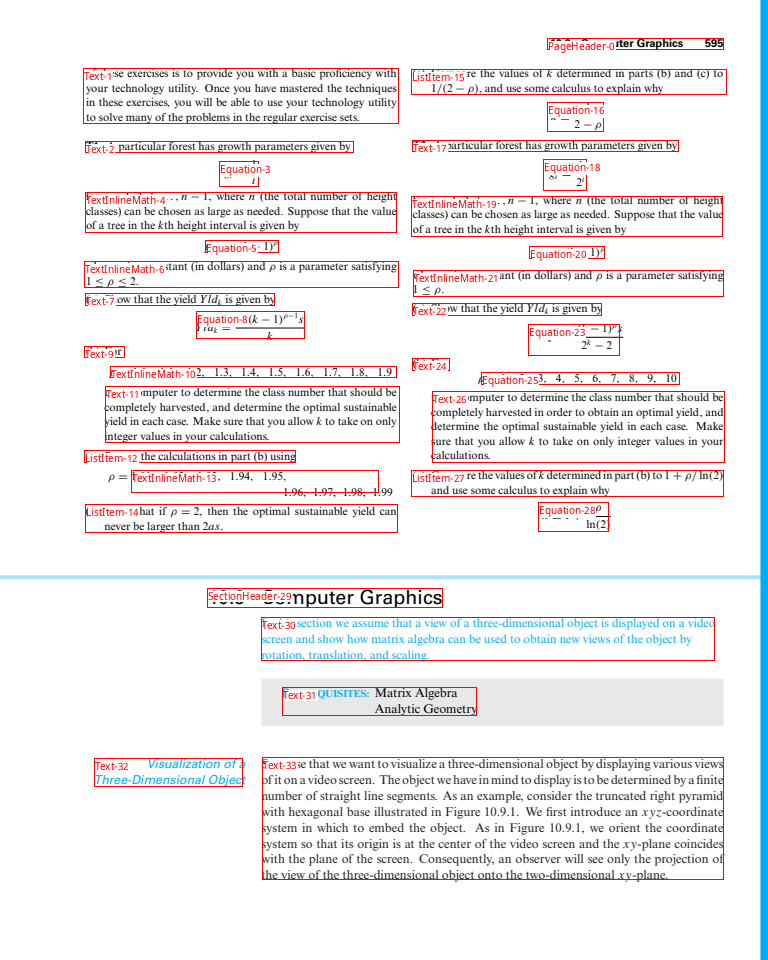 PageHeader-0 ter Graphics 595
Text-1 se exercises is to provide you with a basic proficiency with
your technology utility. Once you have mastered the techniques
in these exercises, you will be able to use your technology utility
to solve many of the problems in the regular exercise sets.
Text-2 particular forest has growth parameters given by
Equation-3
i
TextInlineMath-4 . , n − 1, where n (the total number of height
classes) can be chosen as large as needed. Suppose that the value
of a tree in the kth height interval is given by
Equation-5 1)ρ
TextInlineMath-6 stant (in dollars) and ρ is a parameter satisfying
1 ≤ ρ ≤ 2.
Text-7 ow that the yield Yldk is given by
Equation-8 (k − 1)ρ−1s
k
Text-9 or
TextInlineMath-10 2, 1.3, 1.4, 1.5, 1.6, 1.7, 1.8, 1.9
Text-11 mputer to determine the class number that should be
completely harvested, and determine the optimal sustainable
yield in each case. Make sure that you allow k to take on only
integer values in your calculations.
ListItem-12 the calculations in part (b) using
ρ = TextInlineMath-13 , 1.94, 1.95,
1.96, 1.97, 1.98, 1.99
ListItem-14 hat if ρ = 2, then the optimal sustainable yield can
never be larger than 2as.
ListItem-15 re the values of k determined in parts (b) and (c) to
1/(2 − ρ), and use some calculus to explain why
Equation-16
2 − ρ
Text-17 particular forest has growth parameters given by
Equation-18
2i
TextInlineMath-19 . , n − 1, where n (the total number of height
classes) can be chosen as large as needed. Suppose that the value
of a tree in the kth height interval is given by
Equation-20 1)ρ
TextInlineMath-21 ant (in dollars) and ρ is a parameter satisfying
1 ≤ ρ.
Text-22 how that the yield Yldk is given by
Equation-23 − 1)ρs
2k − 2
Text-24
Equation-25 3, 4, 5, 6, 7, 8, 9, 10
Text-26 mputer to determine the class number that should be
completely harvested in order to obtain an optimal yield, and
determine the optimal sustainable yield in each case. Make
sure that you allow k to take on only integer values in your
calculations.
ListItem-27 re the values of k determined in part (b) to 1 + ρ/ ln(2)
and use some calculus to explain why
Equation-28 ρ
ln(2)
SectionHeader-29 mputer Graphics
Text-30 section we assume that a view of a three-dimensional object is displayed on a video
screen and show how matrix algebra can be used to obtain new views of the object by
rotation, translation, and scaling.
Text-31 QUISITES: Matrix Algebra
Analytic Geometry
Text-32 Visualization of a
Three-Dimensional Object
Text-33 se that we want to visualize a three-dimensional object by displaying various views
of it on a video screen. The object we have in mind to display is to be determined by a finite
number of straight line segments. As an example, consider the truncated right pyramid
with hexagonal base illustrated in Figure 10.9.1. We first introduce an xyz-coordinate
system in which to embed the object. As in Figure 10.9.1, we orient the coordinate
system so that its origin is at the center of the video screen and the xy-plane coincides
with the plane of the screen. Consequently, an observer will see only the projection of
the view of the three-dimensional object onto the two-dimensional xy-plane.